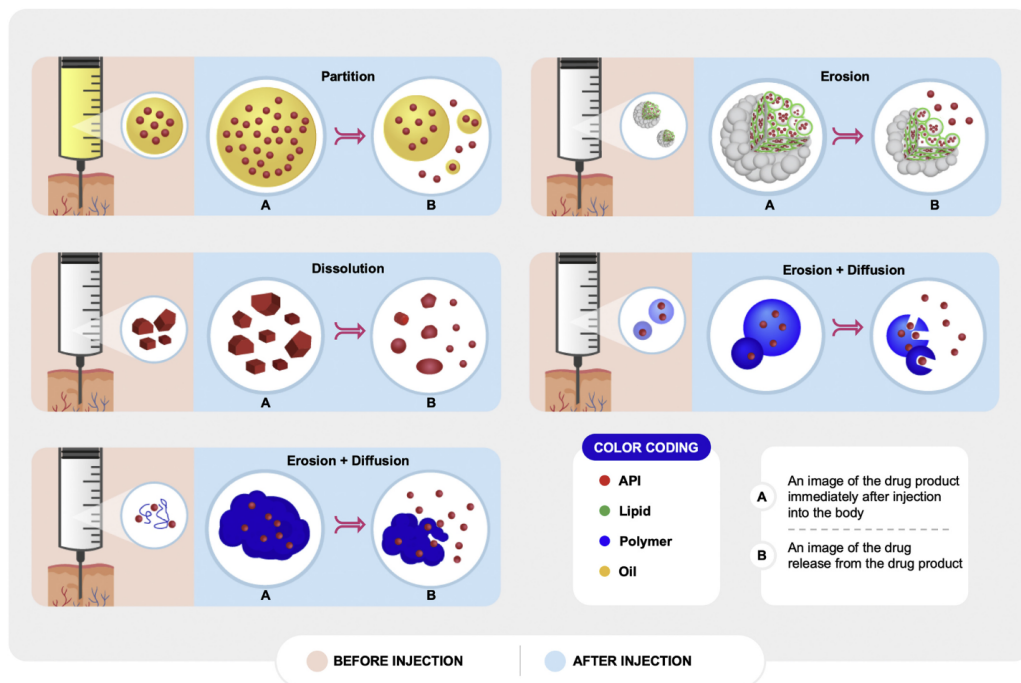 Partition
A
B
Erosion
A
B
Dissolution
A
B
Erosion + Diffusion
Erosion + Diffusion
A
B
COLOR CODING
API
Lipid
Polymer
Oil
A
An image of the drug product
immediately after injection
into the body
B
An image of the drug
release from the drug product
BEFORE INJECTION
AFTER INJECTION